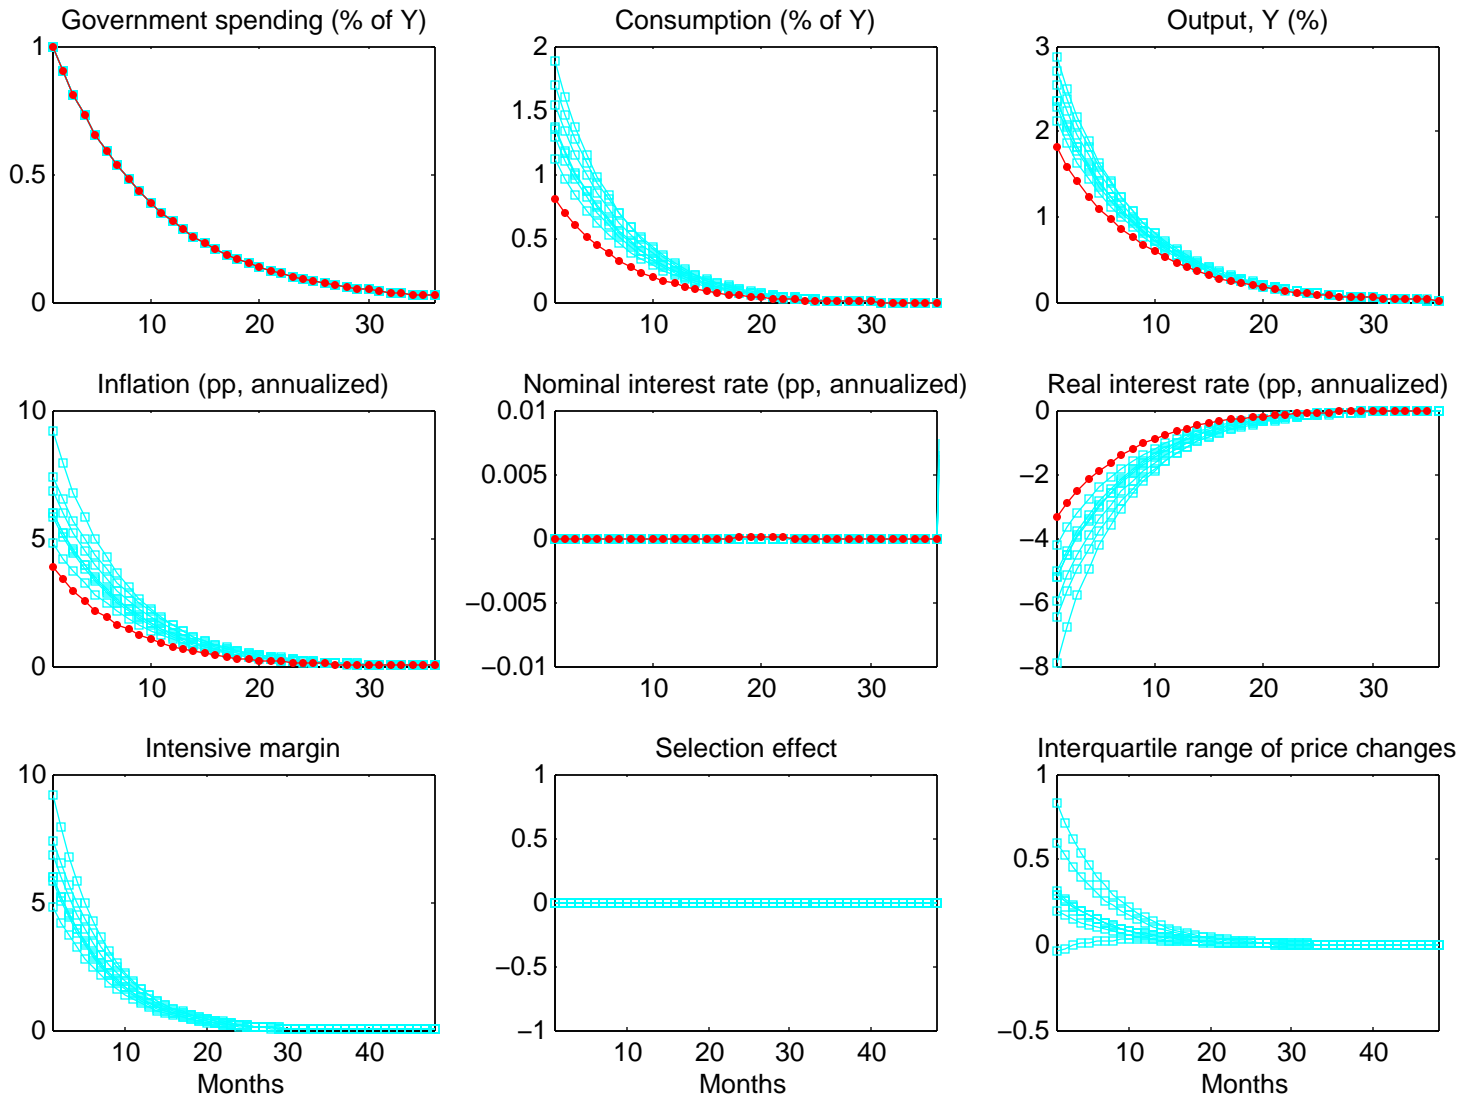 Government spending (% of Y)
Consumption (% of Y)
Output, Y (%)
1
0.5
0
10 20 30
2
1.5
1
0.5
0
10 20 30
3
2
1
0
10 20 30
Inflation (pp, annualized)
Nominal interest rate (pp, annualized)
Real interest rate (pp, annualized)
10
5
0
10 20 30
0.01
0.005
0
−0.005
−0.01
10 20 30
0
−2
−4
−6
−8
10 20 30
Intensive margin
Selection effect
Interquartile range of price changes
10
5
0
10 20 30 40
Months
1
0.5
0
−0.5
−1
10 20 30 40
Months
1
0.5
0
−0.5
10 20 30 40
Months